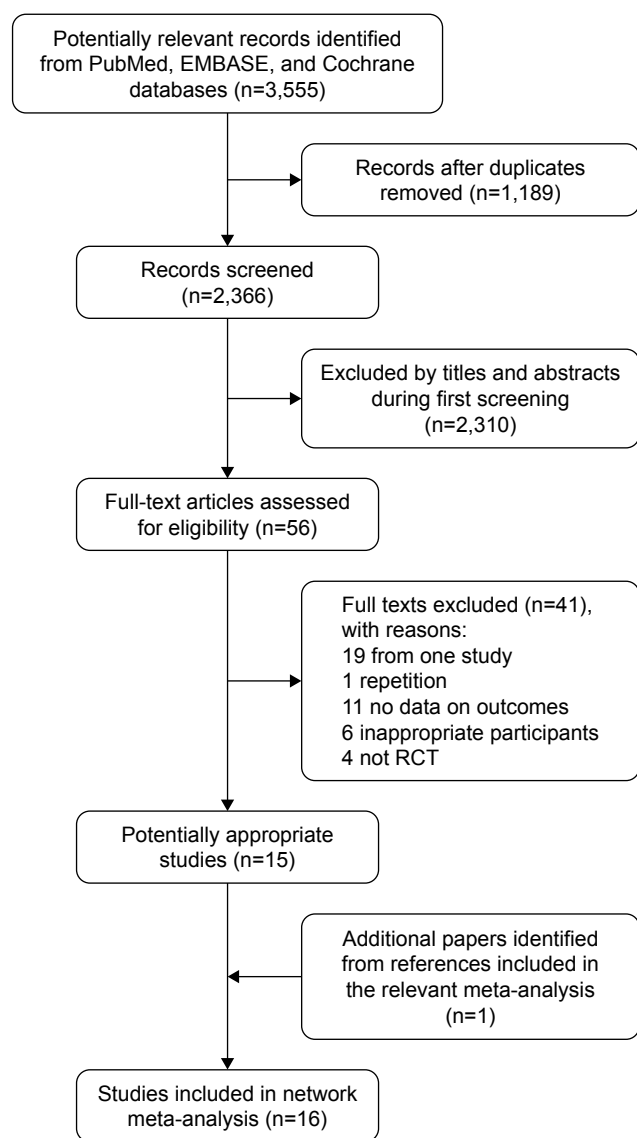 Potentially relevant records identified
from PubMed, EMBASE, and Cochrane
databases (n=3,555)
Records after duplicates
removed (n=1,189)
Records screened
(n=2,366)
Excluded by titles and abstracts
during first screening
(n=2,310)
Full-text articles assessed
for eligibility (n=56)
Full texts excluded (n=41),
with reasons:
19 from one study
1 repetition
11 no data on outcomes
6 inappropriate participants
4 not RCT
Potentially appropriate
studies (n=15)
Additional papers identified
from references included in
the relevant meta-analysis
(n=1)
Studies included in network
meta-analysis (n=16)